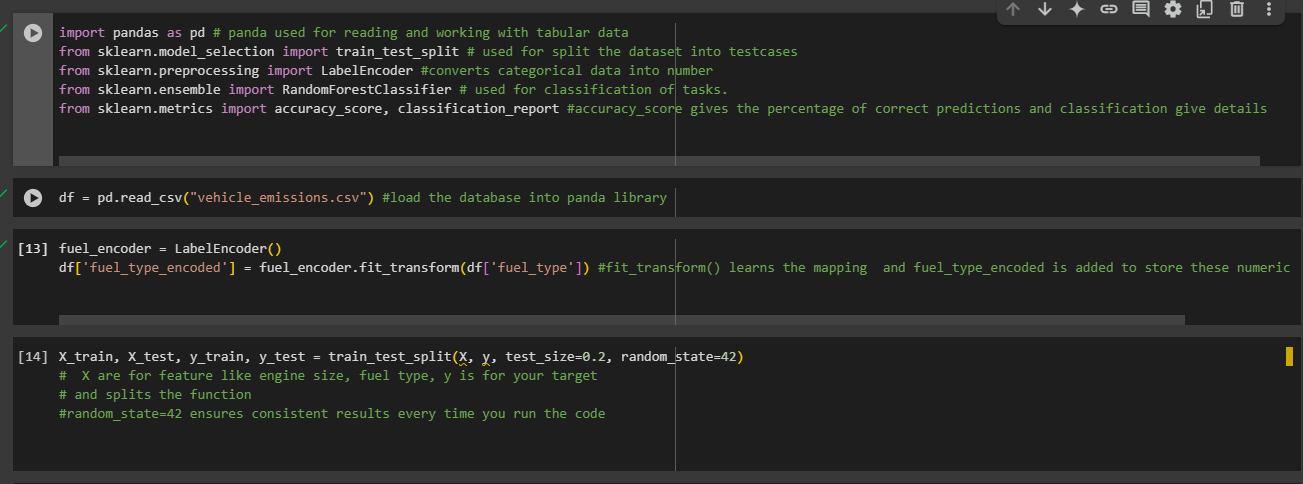 import pandas as pd # panda used for reading and working with tabular data
from sklearn.model_selection import train_test_split # used for split the dataset into testcases
from sklearn.preprocessing import LabelEncoder #converts categorical data into number
from sklearn.ensemble import RandomForestClassifier # used for classification of tasks.
from sklearn.metrics import accuracy_score, classification_report #accuracy_score gives the percentage of correct predictions and classification give details
df = pd.read_csv("vehicle_emissions.csv") #load the database into panda library
[13] fuel_encoder = LabelEncoder()
df['fuel_type_encoded'] = fuel_encoder.fit_transform(df['fuel_type']) #fit_transform() learns the mapping  and fuel_type_encoded is added to store these numeric
[14] X_train, X_test, y_train, y_test = train_test_split(X, y, test_size=0.2, random_state=42)
#  X are for feature like engine size, fuel type, y is for your target
# and splits the function
#random_state=42 ensures consistent results every time you run the code